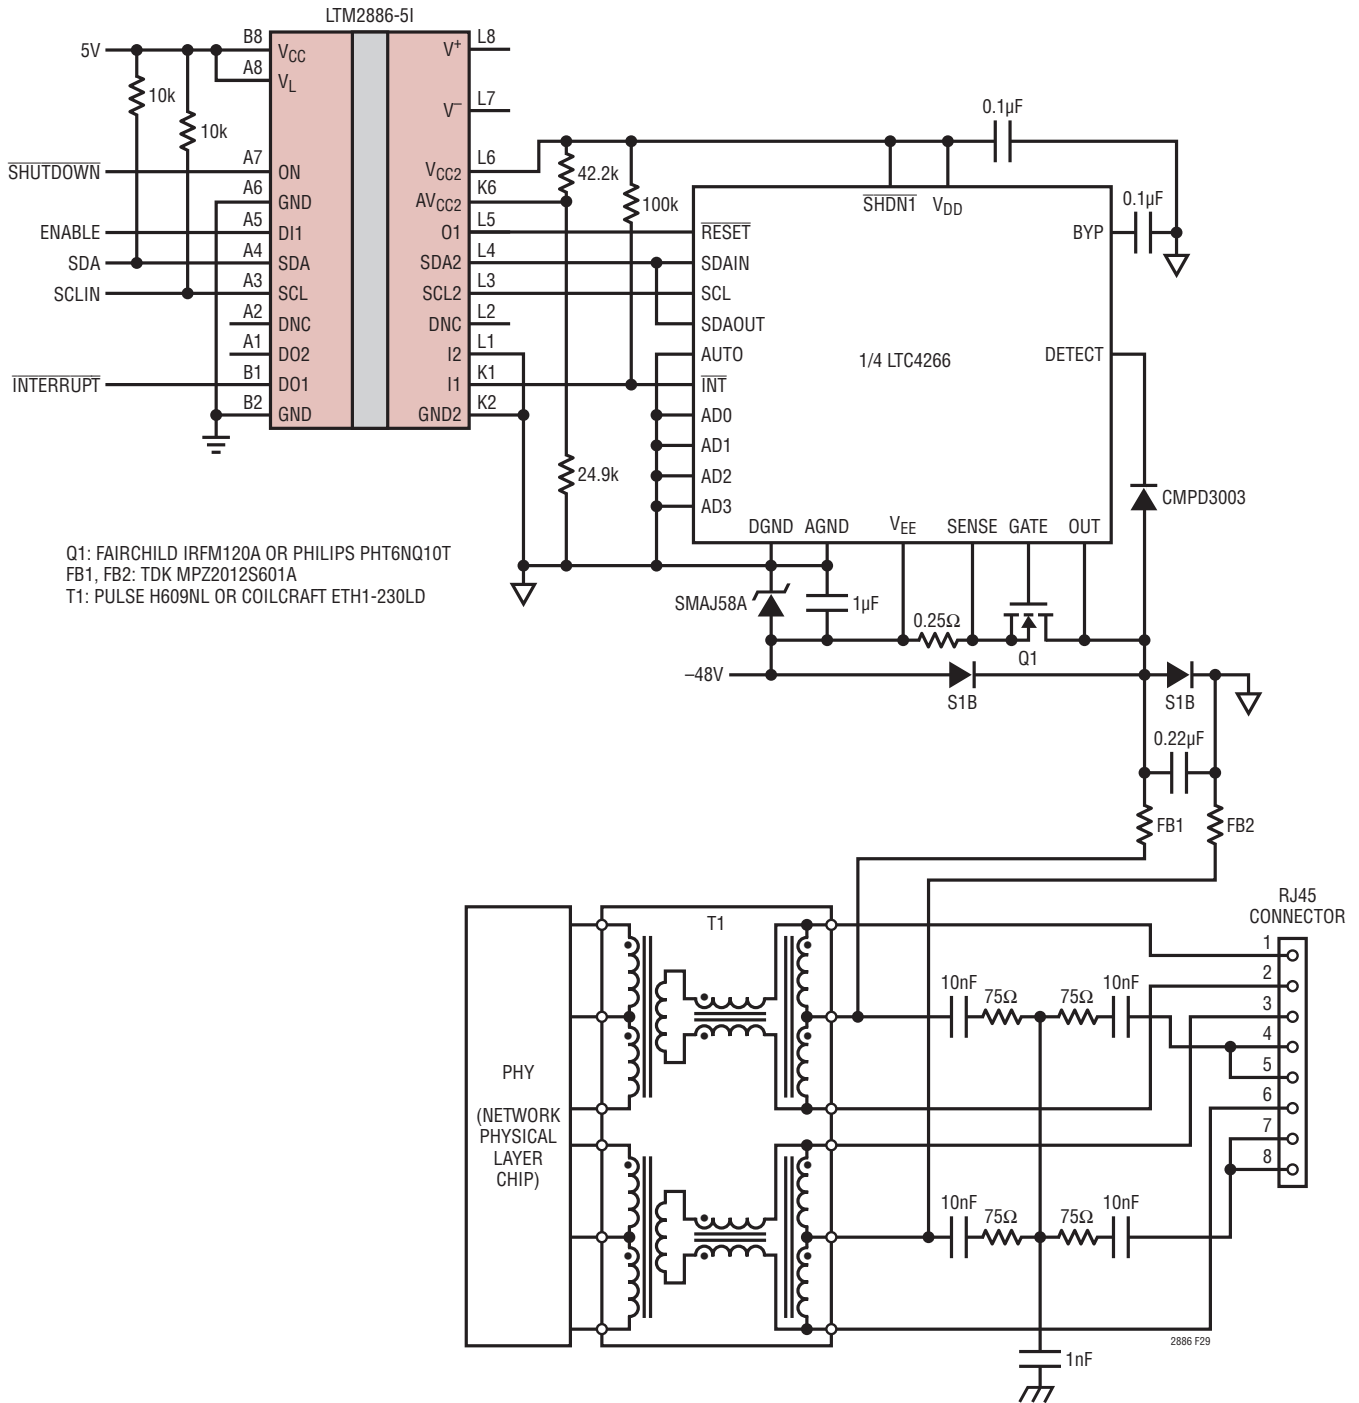 LTM2886-5I
5V
B8
VCC
V+
L8
A8
VL
10k
V–
L7
10k
0.1µF
SHUTDOWN
A7
ON
VCC2
L6
42.2k
A6
GND
AVCC2
K6
100k
SHDN1
VDD
0.1µF
ENABLE
A5
DI1
O1
L5
RESET
BYP
SDA
A4
SDA
SDA2
L4
SDAIN
SCLIN
A3
SCL
SCL2
L3
SCL
A2
DNC
DNC
L2
SDAOUT
A1
DO2
I2
L1
AUTO
1/4 LTC4266
DETECT
INTERRUPT
B1
DO1
I1
K1
INT
B2
GND
GND2
K2
AD0
AD1
24.9k
AD2
AD3
CMPD3003
DGND
AGND
VEE
SENSE
GATE
OUT
Q1: FAIRCHILD IRFM120A OR PHILIPS PHT6NQ10T
FB1, FB2: TDK MPZ2012S601A
T1: PULSE H609NL OR COILCRAFT ETH1-230LD
SMAJ58A
1µF
0.25Ω
Q1
–48V
S1B
S1B
0.22µF
FB1
FB2
RJ45
CONNECTOR
T1
1
2
3
4
5
6
7
8
10nF
75Ω
75Ω
10nF
PHY
(NETWORK
PHYSICAL
LAYER
CHIP)
10nF
75Ω
75Ω
10nF
2886 F29
1nF